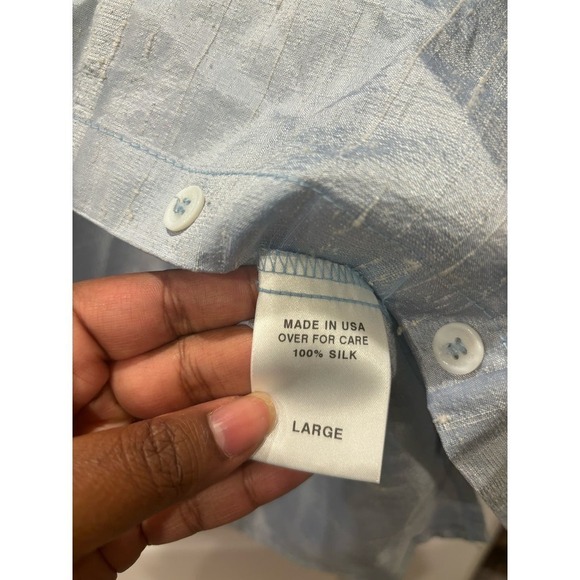 MADE IN USA
OVER FOR CARE
100% SILK
LARGE